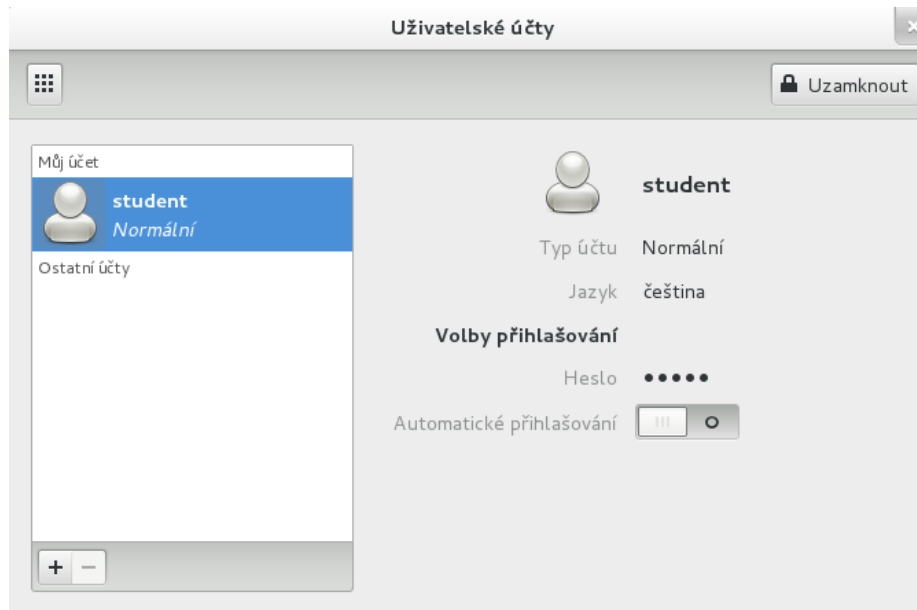 Uživatelské účty
Uzamknout
Můj účet
student
Normální
Ostatní účty
student
Typ účtu Normální
Jazyk čeština
Volby přihlašování
Heslo •••••
Automatické přihlašování